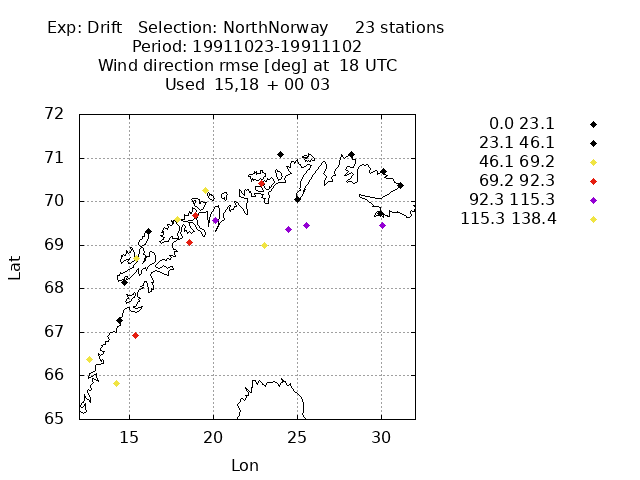 Exp: Drift   Selection: NorthNorway     23 stations
Period: 19911023-19911102
Wind direction rmse [deg] at  18 UTC
Used  15,18 + 00 03
72
71
70
69
68
67
66
65
Lat
15 20 25 30
Lon
0.0 23.1
23.1 46.1
46.1 69.2
69.2 92.3
92.3 115.3
115.3 138.4